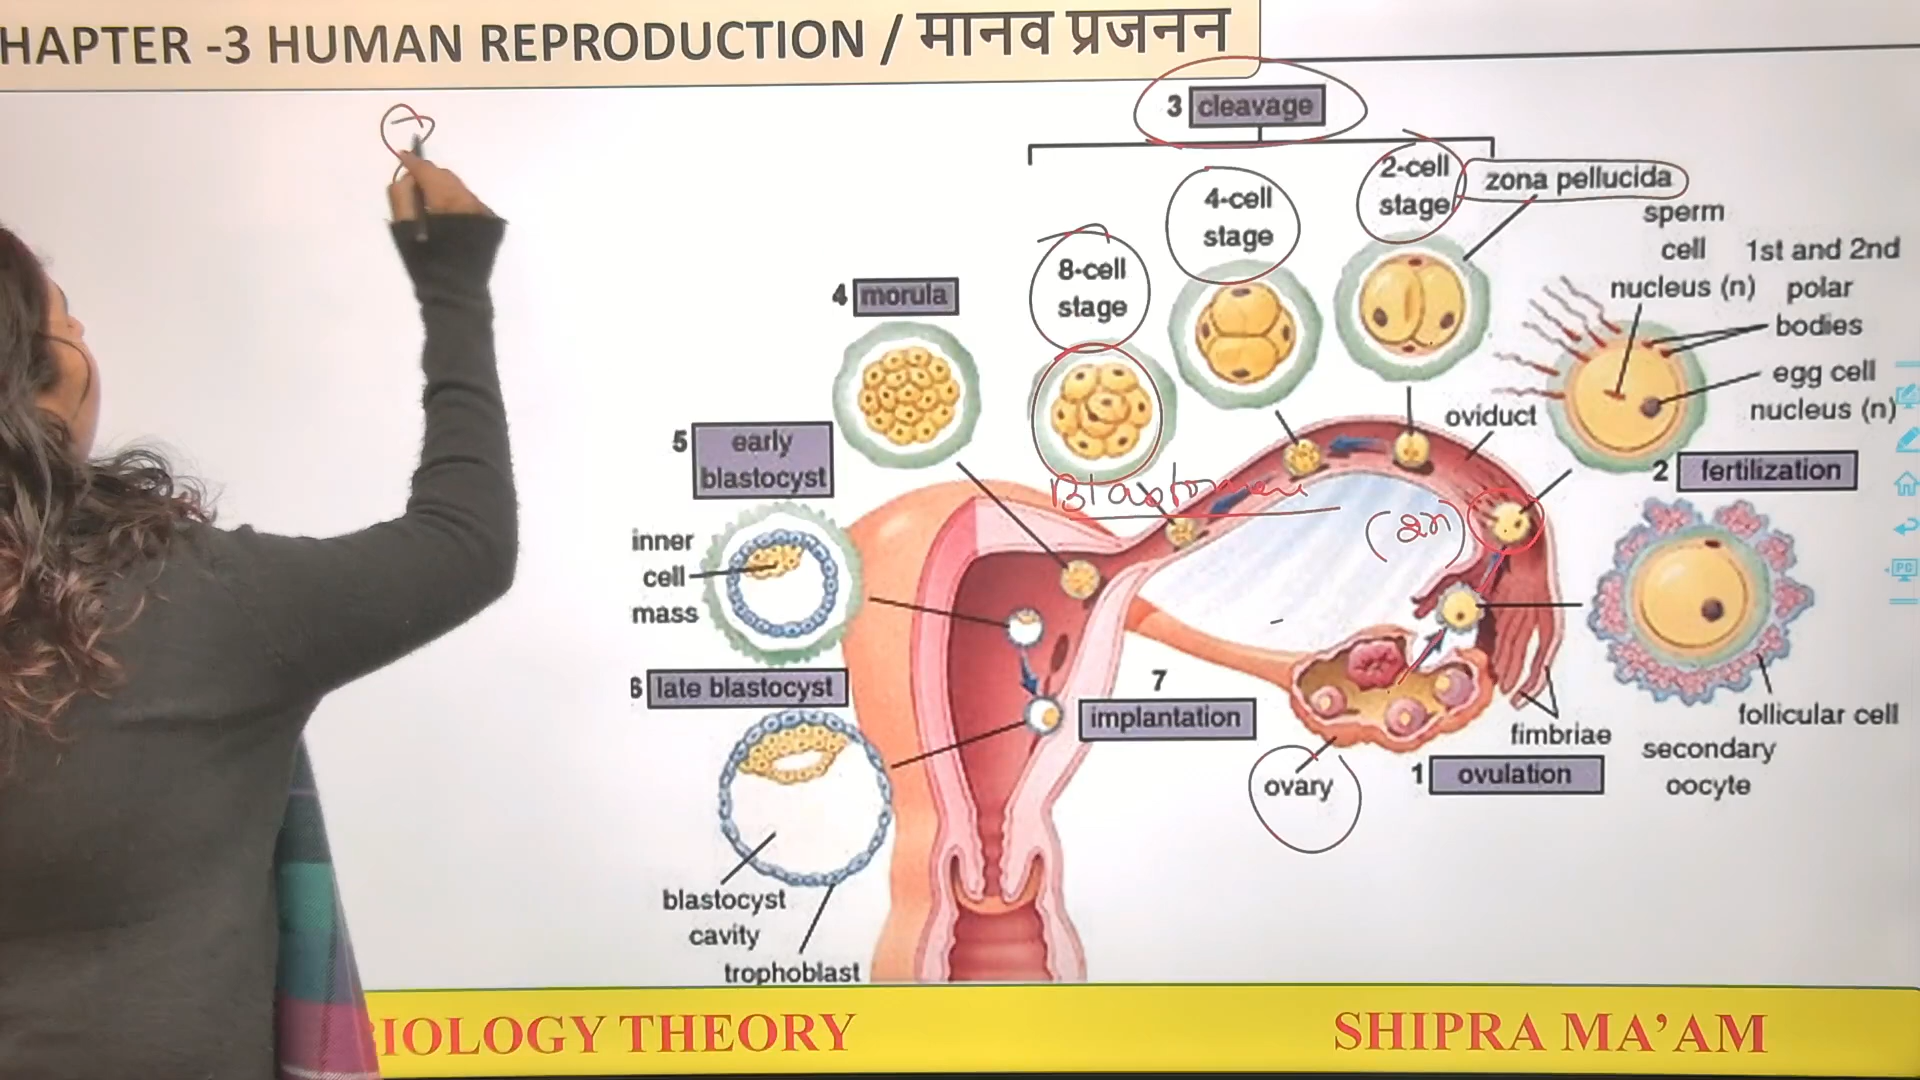 HAPTER -3 HUMAN REPRODUCTION / मानव प्रजनन
3 cleavage
2-cell
stage
zona pellucida
4-cell
stage
8-cell
stage
sperm
cell
nucleus (n)
1st and 2nd
polar
bodies
egg cell
nucleus (n)
4 morula
oviduct
5 early
blastocyst
2 fertilization
Blastomere
(2n)
inner
cell
mass
6 late blastocyst
7
implantation
follicular cell
fimbriae
secondary
oocyte
1 ovulation
ovary
blastocyst
cavity
trophoblast
BIOLOGY THEORY
SHIPRA MA'AM